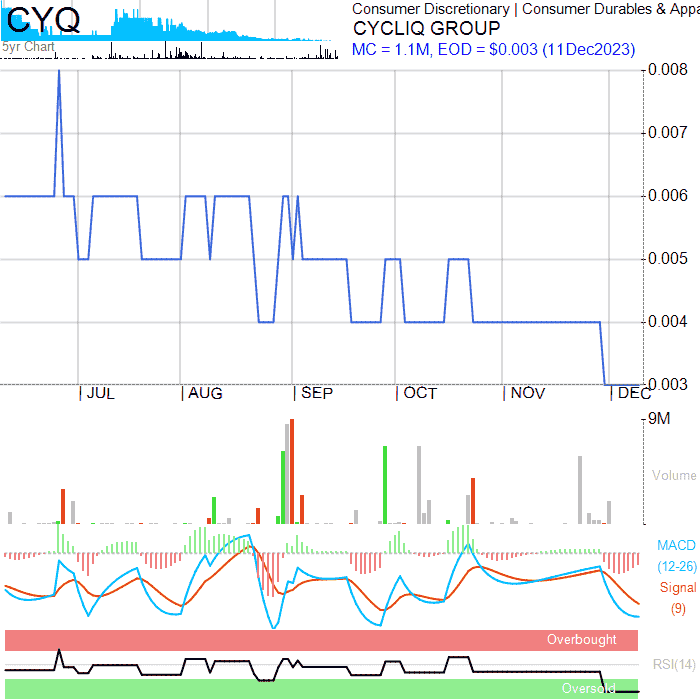 CYQ
5yr Chart
Consumer Discretionary | Consumer Durables & Appa
CYCLIQ GROUP
MC = 1.1M, EOD = $0.003 (11Dec2023)
0.008
0.007
0.006
0.005
0.004
0.003
JUL AUG SEP OCT NOV DEC
9M
Volume
MACD
(12-26)
Signal
(9)
Overbought
RSI(14)
Oversold